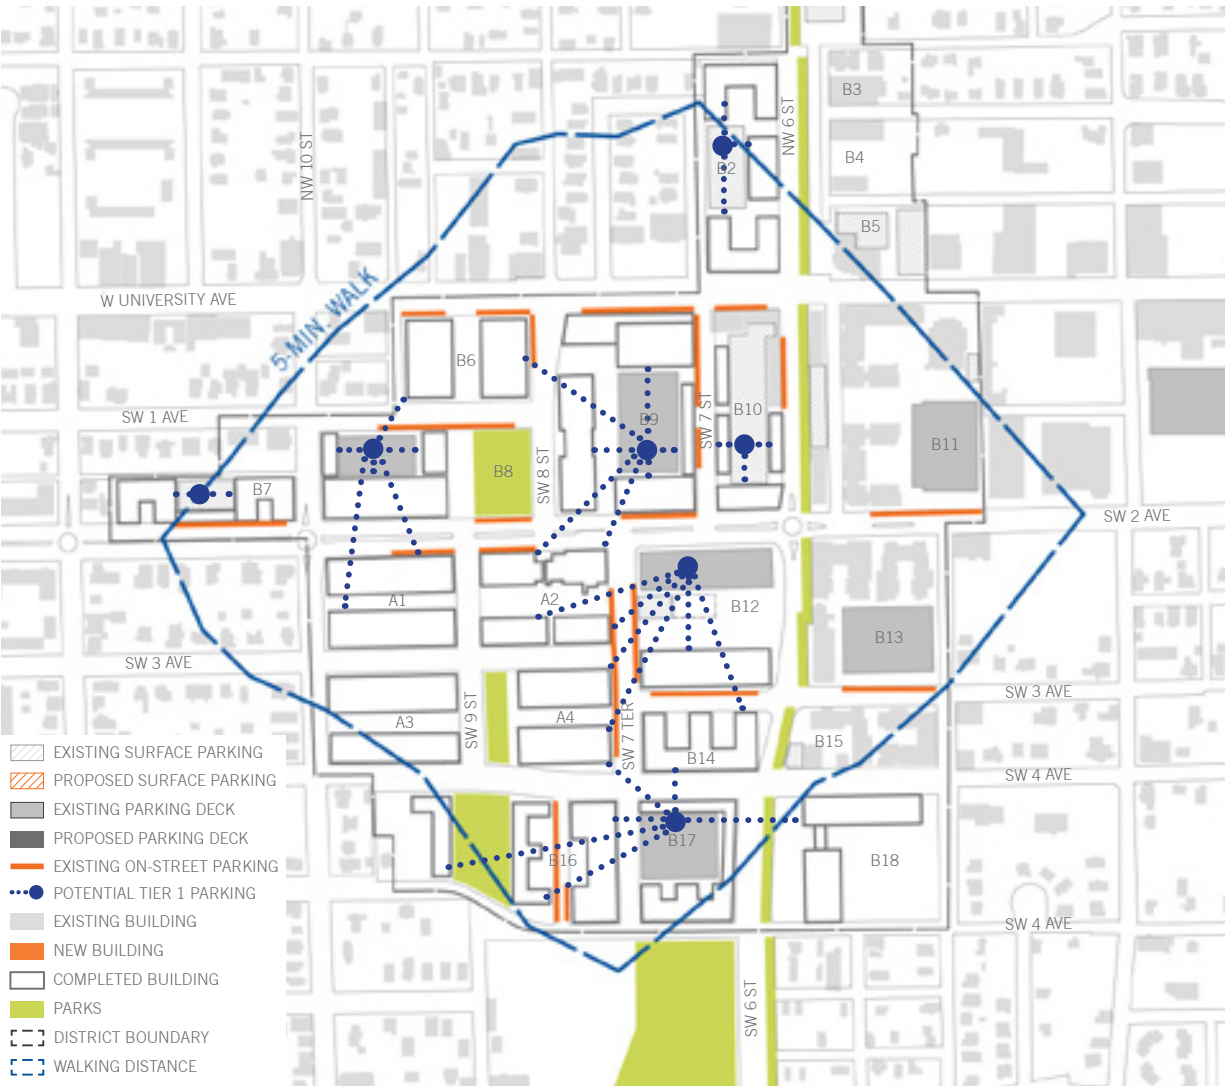 B3
NW 6 ST
NW 10 ST
B4
B2
B5
W UNIVERSITY AVE
5-MIN. WALK
B6
SW 1 AVE
B9
SW 7 ST
B10
B11
B8
SW 8 ST
B7
SW 2 AVE
A1
A2
B12
B13
SW 3 AVE
SW 3 AVE
A3
SW 9 ST
A4
SW 7 TER
B14
B15
SW 4 AVE
B16
B17
B18
SW 4 AVE
SW 6 ST
EXISTING SURFACE PARKING
PROPOSED SURFACE PARKING
EXISTING PARKING DECK
PROPOSED PARKING DECK
EXISTING ON-STREET PARKING
POTENTIAL TIER 1 PARKING
EXISTING BUILDING
NEW BUILDING
COMPLETED BUILDING
PARKS
DISTRICT BOUNDARY
WALKING DISTANCE